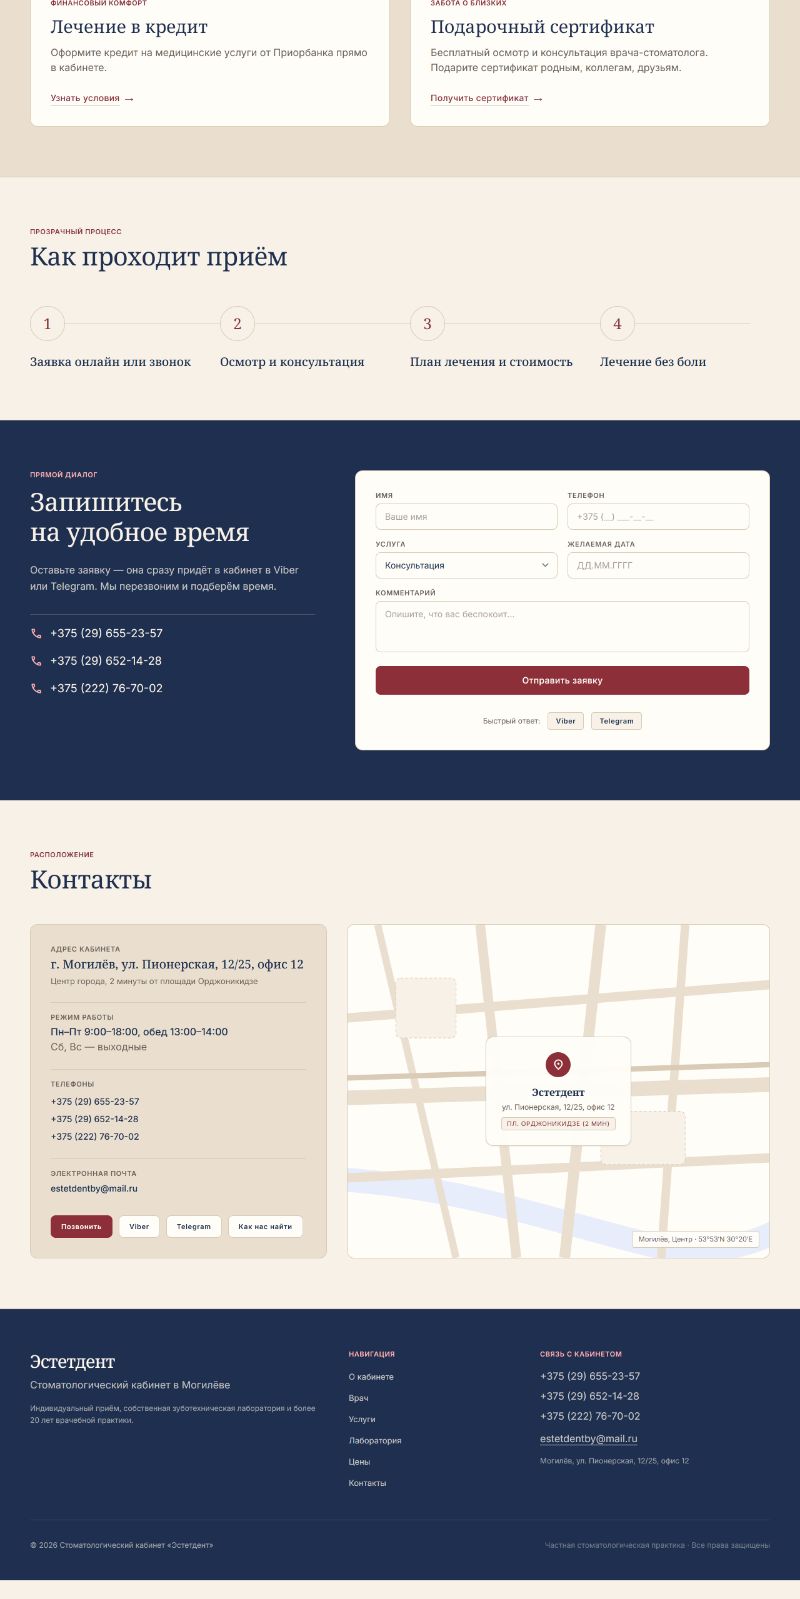 ФИНАНСОВЫЙ КОМФОРТ
Лечение в кредит
Оформите кредит на медицинские услуги от Приорбанка прямо
в кабинете.
Узнать условия →
ЗАБОТА О БЛИЗКИХ
Подарочный сертификат
Бесплатный осмотр и консультация врача-стоматолога.
Подарите сертификат родным, коллегам, друзьям.
Получить сертификат →
ПРОЗРАЧНЫЙ ПРОЦЕСС
Как проходит приём
1
Заявка онлайн или звонок
2
Осмотр и консультация
3
План лечения и стоимость
4
Лечение без боли
ПРЯМОЙ ДИАЛОГ
Запишитесь
на удобное время
Оставьте заявку — она сразу придёт в кабинет в Viber
или Telegram. Мы перезвоним и подберём время.
+375 (29) 655-23-57
+375 (29) 652-14-28
+375 (222) 76-70-02
ИМЯ
Ваше имя
ТЕЛЕФОН
+375 (__) ___-__-__
УСЛУГА
Консультация
ЖЕЛАЕМАЯ ДАТА
ДД.ММ.ГГГГ
КОММЕНТАРИЙ
Опишите, что вас беспокоит...
Отправить заявку
Быстрый ответ: Viber Telegram
РАСПОЛОЖЕНИЕ
Контакты
АДРЕС КАБИНЕТА
г. Могилёв, ул. Пионерская, 12/25, офис 12
Центр города, 2 минуты от площади Орджоникидзе
РЕЖИМ РАБОТЫ
Пн–Пт 9:00–18:00, обед 13:00–14:00
Сб, Вс — выходные
ТЕЛЕФОНЫ
+375 (29) 655-23-57
+375 (29) 652-14-28
+375 (222) 76-70-02
ЭЛЕКТРОННАЯ ПОЧТА
estetdentby@mail.ru
Позвонить Viber Telegram Как нас найти
Эстетдент
ул. Пионерская, 12/25, офис 12
ПЛ. ОРДЖОНИКИДЗЕ (2 МИН)
Могилёв, Центр · 53°53'N 30°20'E
Эстетдент
Стоматологический кабинет в Могилёве
Индивидуальный приём, собственная зуботехническая лаборатория и более
20 лет врачебной практики.
НАВИГАЦИЯ
О кабинете
Врач
Услуги
Лаборатория
Цены
Контакты
СВЯЗЬ С КАБИНЕТОМ
+375 (29) 655-23-57
+375 (29) 652-14-28
+375 (222) 76-70-02
estetdentby@mail.ru
Могилёв, ул. Пионерская, 12/25, офис 12
© 2026 Стоматологический кабинет «Эстетдент»
Частная стоматологическая практика · Все права защищены